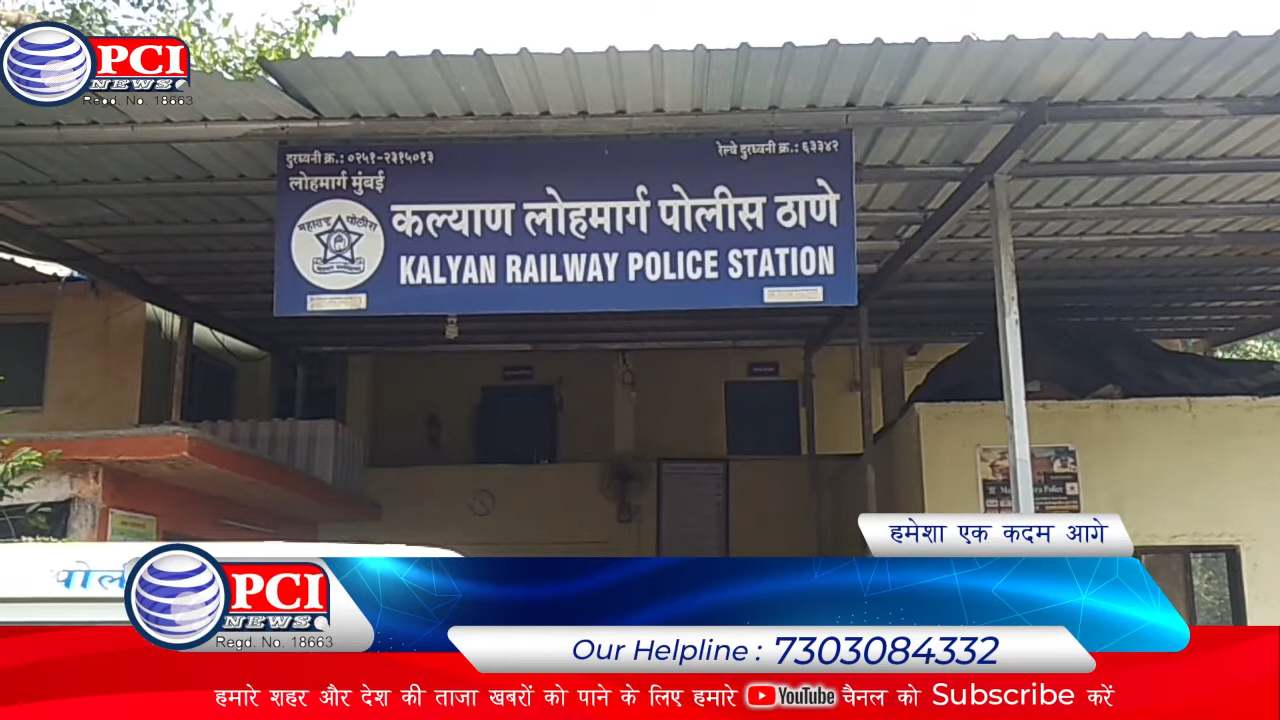 PCI
NEWS
Regd. No. 18663
दुरध्वनी क्र.: ०२५१-२३१५०१३
रेल्वे दुरध्वनी क्र.: ६३३४२
लोहमार्ग मुंबई
महाराष्ट्र पोलीस
कल्याण लोहमार्ग पोलीस ठाणे
KALYAN RAILWAY POLICE STATION
हमेशा एक कदम आगे
PCI
NEWS
Regd. No. 18663
Our Helpline : 7303084332
हमारे शहर और देश की ताजा खबरों को पाने के लिए हमारे YouTube चैनल को Subscribe करें